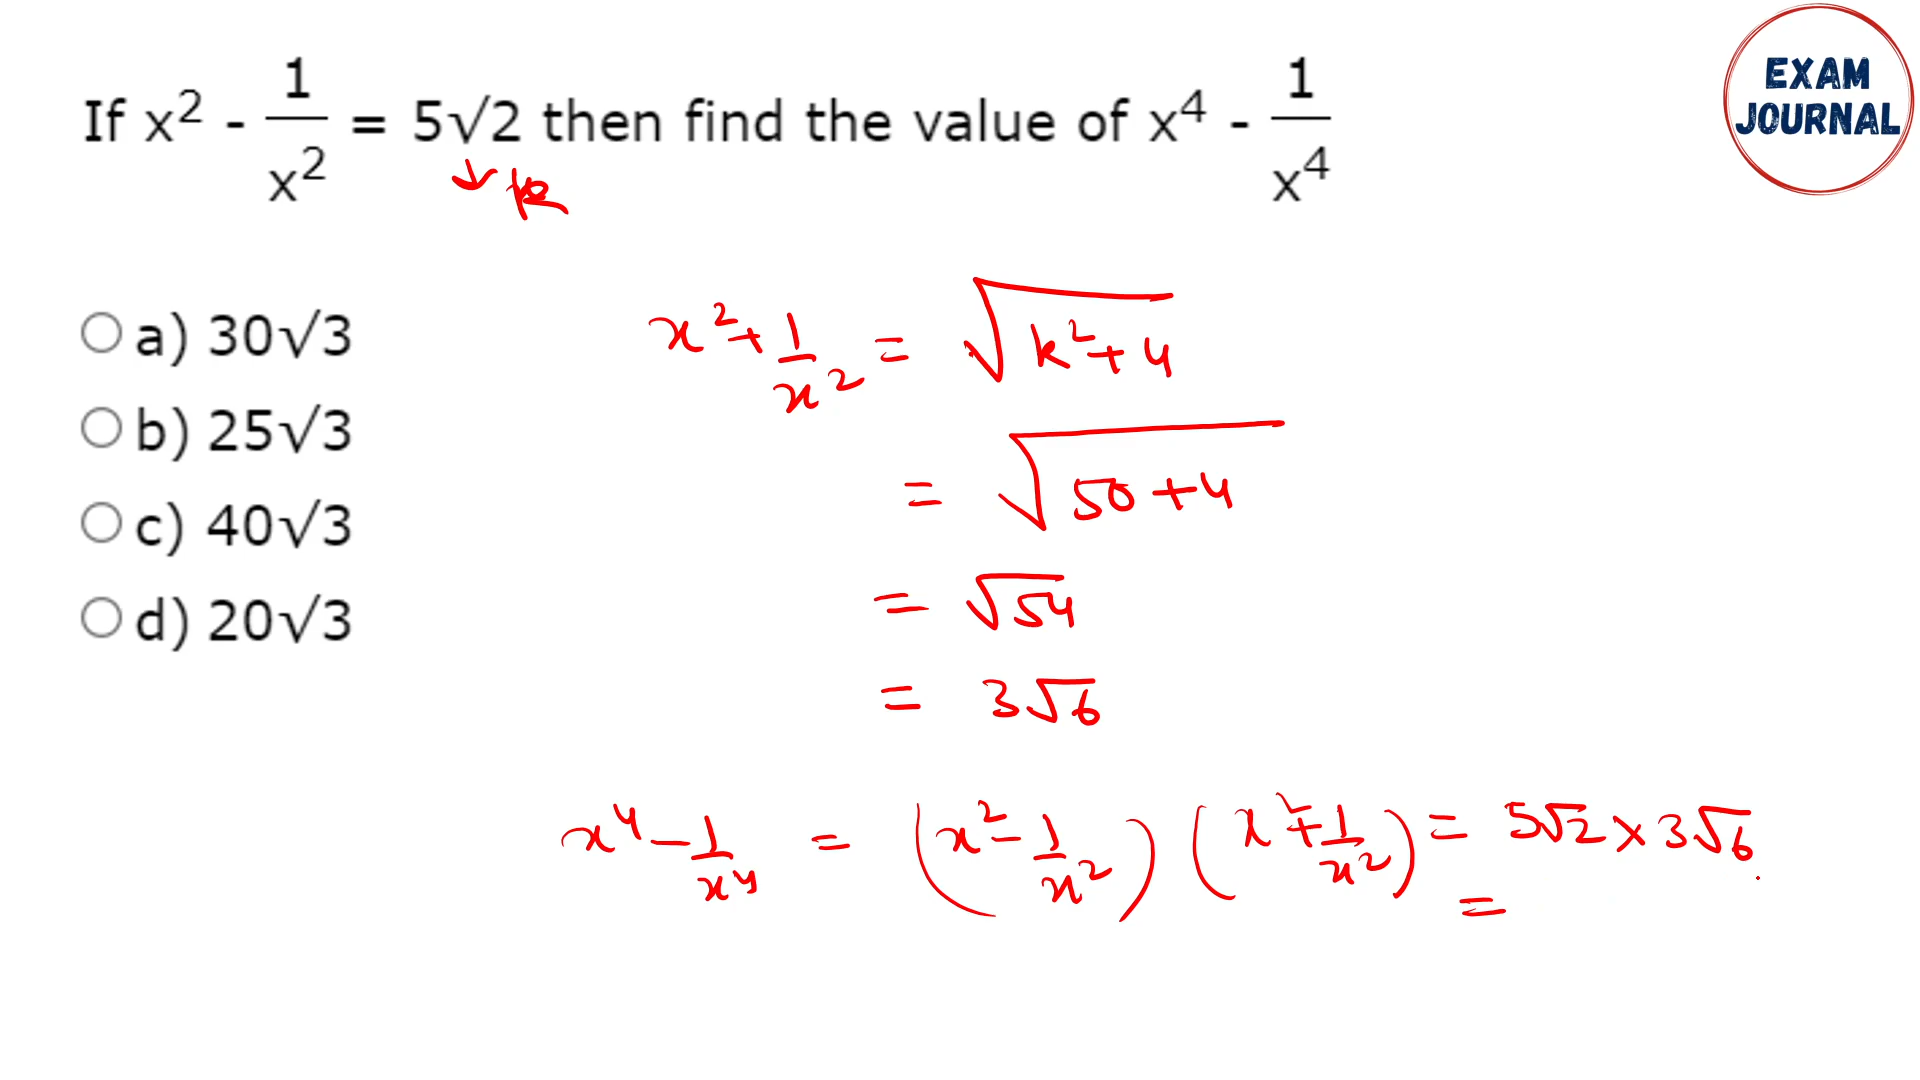 If x² - 1/x² = 5√2 then find the value of x⁴ - 1/x⁴
EXAM
JOURNAL
↓ k
a) 30√3
b) 25√3
c) 40√3
d) 20√3
x² + 1/x² = √(k² + 4)
= √(50 + 4)
= √54
= 3√6
x⁴ - 1/x⁴ = (x² - 1/x²)(x² + 1/x²) = 5√2 × 3√6
=